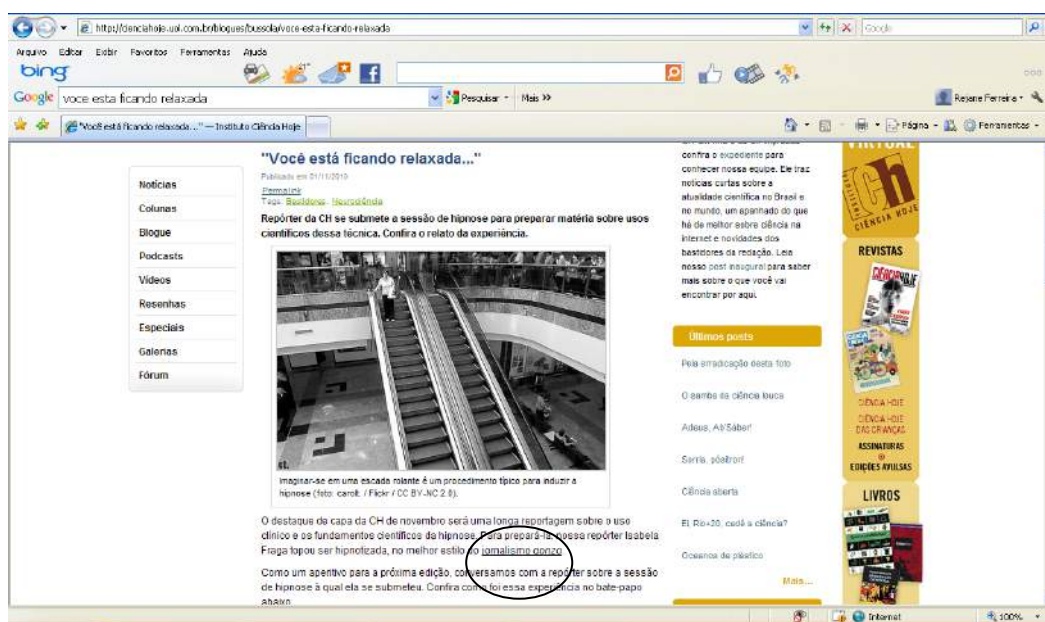 http://cienciahoje.uol.com.br/blogues/bussola/voce-esta-ficando-relaxada
Google
Arquivo Editar Exibir Favoritos Ferramentas Ajuda
bing
Google voce esta ficando relaxada Pesquisar Mais >> Rejane Ferreira
"Você está ficando relaxada..." — Instituto Ciência Hoje Página Ferramentas
Notícias
Colunas
Blogue
Podcasts
Vídeos
Resenhas
Especiais
Galerias
Fórum
"Você está ficando relaxada..."
Publicado em 01/11/2010
Permalink
Tags: Bastidores, Neurociência
Repórter da CH se submete a sessão de hipnose para preparar matéria sobre usos
científicos dessa técnica. Confira o relato da experiência.
Imaginar-se em uma escada rolante é um procedimento típico para induzir a
hipnose (foto: carolt. / Flickr / CC BY-NC 2.0).
O destaque de capa da CH de novembro será uma longa reportagem sobre o uso
clínico e os fundamentos científicos da hipnose. Para prepará-la, nossa repórter Isabela
Fraga topou ser hipnotizada, no melhor estilo do jornalismo gonzo
Como um aperitivo para a próxima edição, conversamos com a repórter sobre a sessão
de hipnose à qual ela se submeteu. Confira como foi essa experiência no bate-papo
abaixo
confira o expediente para
conhecer nossa equipe. Ele traz
notícias curtas sobre a
atualidade científica no Brasil e
no mundo, um apanhado do que
há de melhor sobre ciência na
internet e novidades dos
bastidores da redação. Leia
nosso post inaugural para saber
mais sobre o que você vai
encontrar por aqui.
Últimos posts
Pela erradicação desta foto
O samba da ciência louca
Adeus, Ab'Sáber!
Sorria, pósitron!
Ciência aberta
Ei, Rio+20, cadê a ciência?
Oceanos de plástico
Mais...
VIRTUAL
CIÊNCIA HOJE
REVISTAS
CIÊNCIA HOJE
CIÊNCIA HOJE
DAS CRIANÇAS
ASSINATURAS
EDIÇÕES AVULSAS
LIVROS
Internet 100%